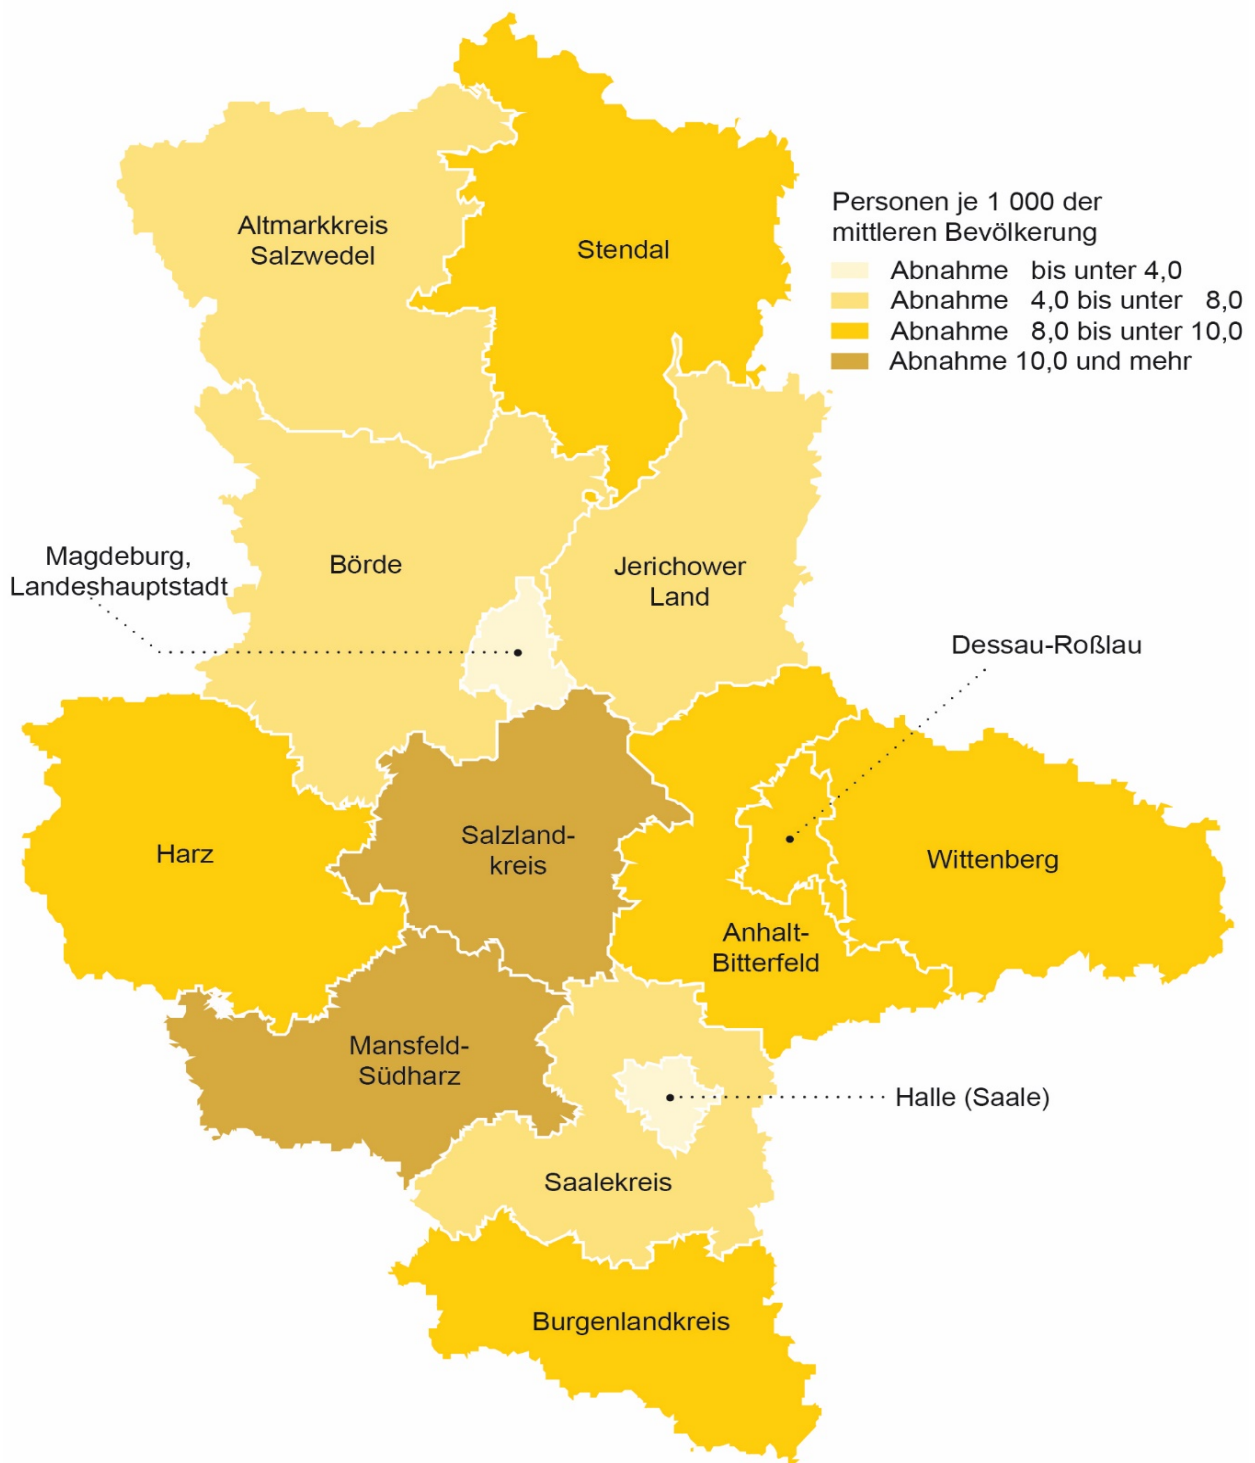 Personen je 1 000 der
mittleren Bevölkerung
Abnahme bis unter 4,0
Abnahme 4,0 bis unter 8,0
Abnahme 8,0 bis unter 10,0
Abnahme 10,0 und mehr
Altmarkkreis
Salzwedel
Stendal
Magdeburg,
Landeshauptstadt
Börde
Jerichower
Land
Dessau-Roßlau
Harz
Salzland-
kreis
Wittenberg
Anhalt-
Bitterfeld
Mansfeld-
Südharz
Halle (Saale)
Saalekreis
Burgenlandkreis